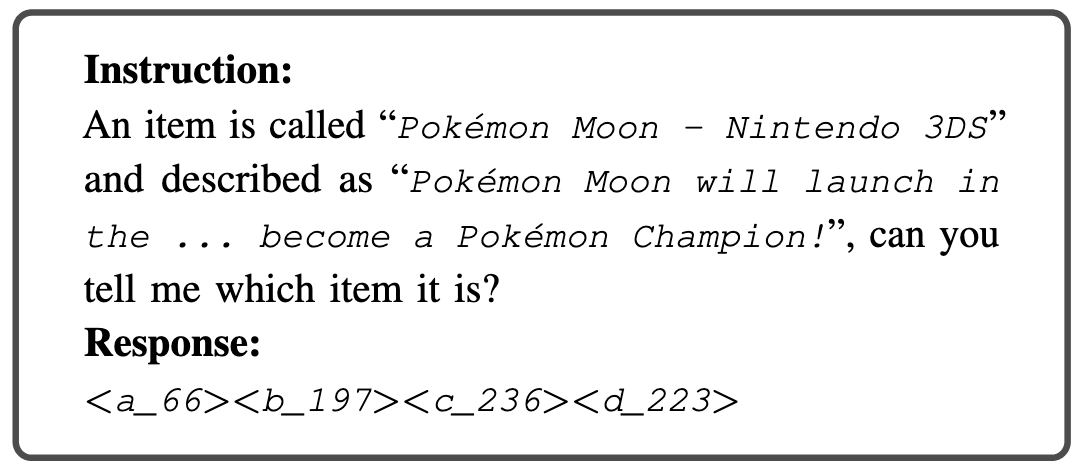 Instruction:
An item is called “Pokémon Moon – Nintendo 3DS”
and described as “Pokémon Moon will launch in
the ... become a Pokémon Champion!”, can you
tell me which item it is?
Response:
<a_66><b_197><c_236><d_223>